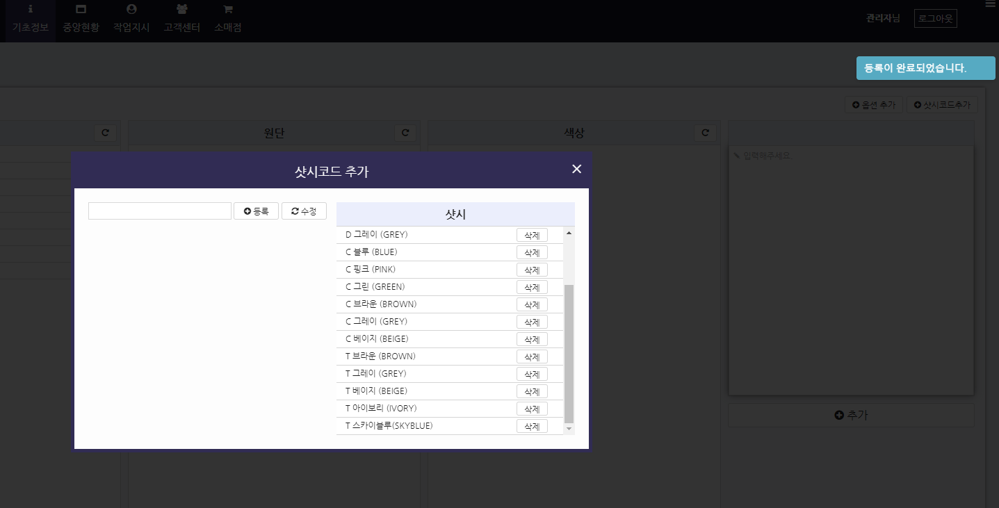 기초정보 중앙현황 작업지시 고객센터 소매점
관리자님 로그아웃
등록이 완료되었습니다.
옵션 추가 샷시코드추가
원단 색상
입력해주세요.
샷시코드 추가
등록 수정
샷시
D 그레이 (GREY) 삭제
C 블루 (BLUE) 삭제
C 핑크 (PINK) 삭제
C 그린 (GREEN) 삭제
C 브라운 (BROWN) 삭제
C 그레이 (GREY) 삭제
C 베이지 (BEIGE) 삭제
T 브라운 (BROWN) 삭제
T 그레이 (GREY) 삭제
T 베이지 (BEIGE) 삭제
T 아이보리 (IVORY) 삭제
T 스카이블루(SKYBLUE) 삭제
추가